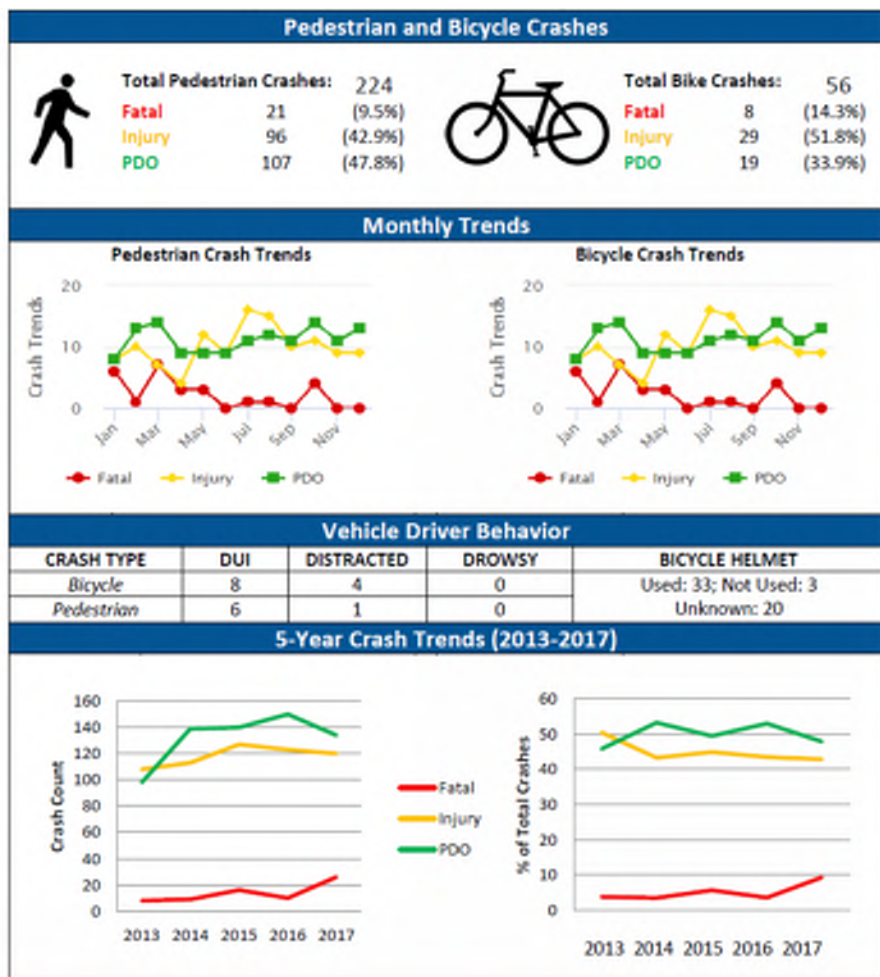 Pedestrian and Bicycle Crashes
Total Pedestrian Crashes: 224
Fatal 21 (9.5%)
Injury 96 (42.9%)
PDO 107 (47.8%)
Total Bike Crashes: 56
Fatal 8 (14.3%)
Injury 29 (51.8%)
PDO 19 (33.9%)
Monthly Trends
Pedestrian Crash Trends
Crash Trends
20
10
0
Jan Mar May Jul Sep Nov
Fatal Injury PDO
Bicycle Crash Trends
Crash Trends
20
10
0
Jan Mar May Jul Sep Nov
Fatal Injury PDO
Vehicle Driver Behavior
CRASH TYPE DUI DISTRACTED DROWSY BICYCLE HELMET
Bicycle 8 4 0 Used: 33; Not Used: 3
Pedestrian 6 1 0 Unknown: 20
5-Year Crash Trends (2013-2017)
Crash Count
160
140
120
100
80
60
40
20
0
2013 2014 2015 2016 2017
Fatal
Injury
PDO
% of Total Crashes
60
50
40
30
20
10
0
2013 2014 2015 2016 2017